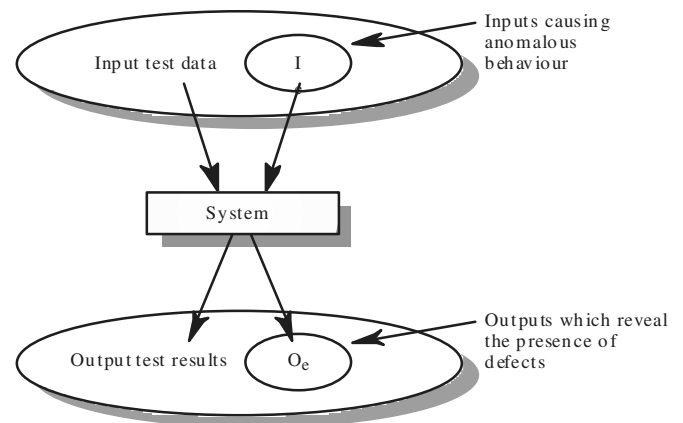 Inputs causing
anomalous
behaviour
Input test data
I
e
System
Outputs which reveal
the presence of
defects
Output test results
Oe